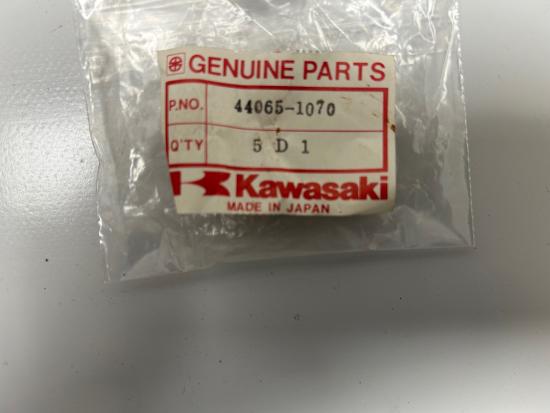 GENUINE PARTS
P.NO. 44065-1070
Q'TY 5 D 1
Kawasaki
MADE IN JAPAN